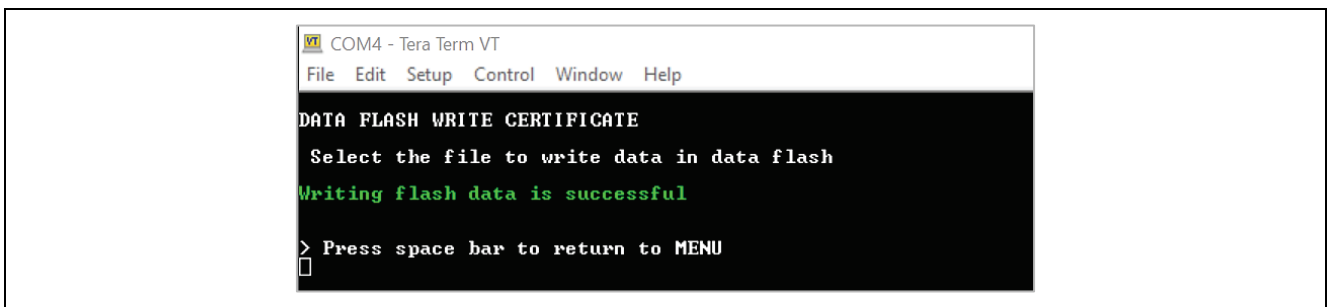 COM4 - Tera Term VT
File Edit Setup Control Window Help
DATA FLASH WRITE CERTIFICATE
Select the file to write data in data flash
Writing flash data is successful
> Press space bar to return to MENU